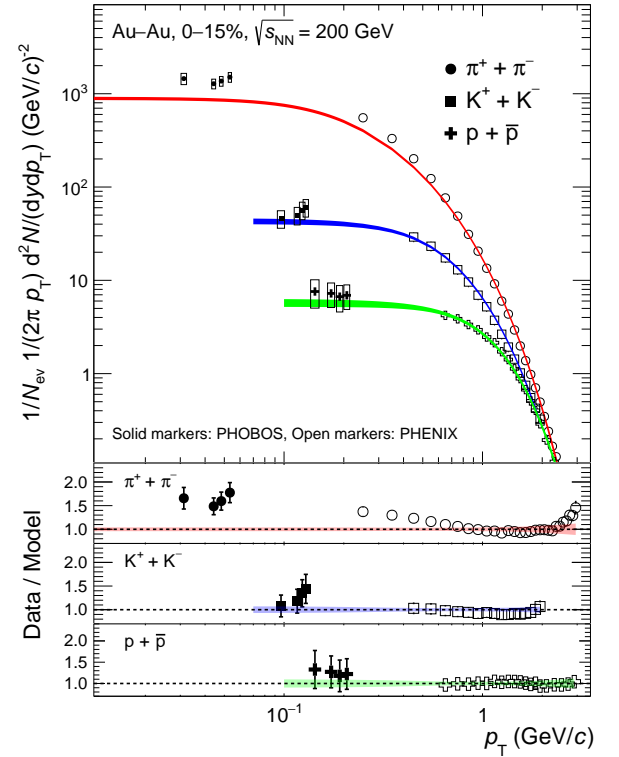 Au–Au, 0–15%, √s_NN = 200 GeV
π⁺ + π⁻
K⁺ + K⁻
p + p̅
1/N_ev 1/(2π p_T) d²N/(dydp_T) (GeV/c)⁻²
10³
10²
10
1
Solid markers: PHOBOS, Open markers: PHENIX
Data / Model
π⁺ + π⁻
2.0
1.5
1.0
K⁺ + K⁻
2.0
1.5
1.0
p + p̅
2.0
1.5
1.0
10⁻¹
1
p_T (GeV/c)